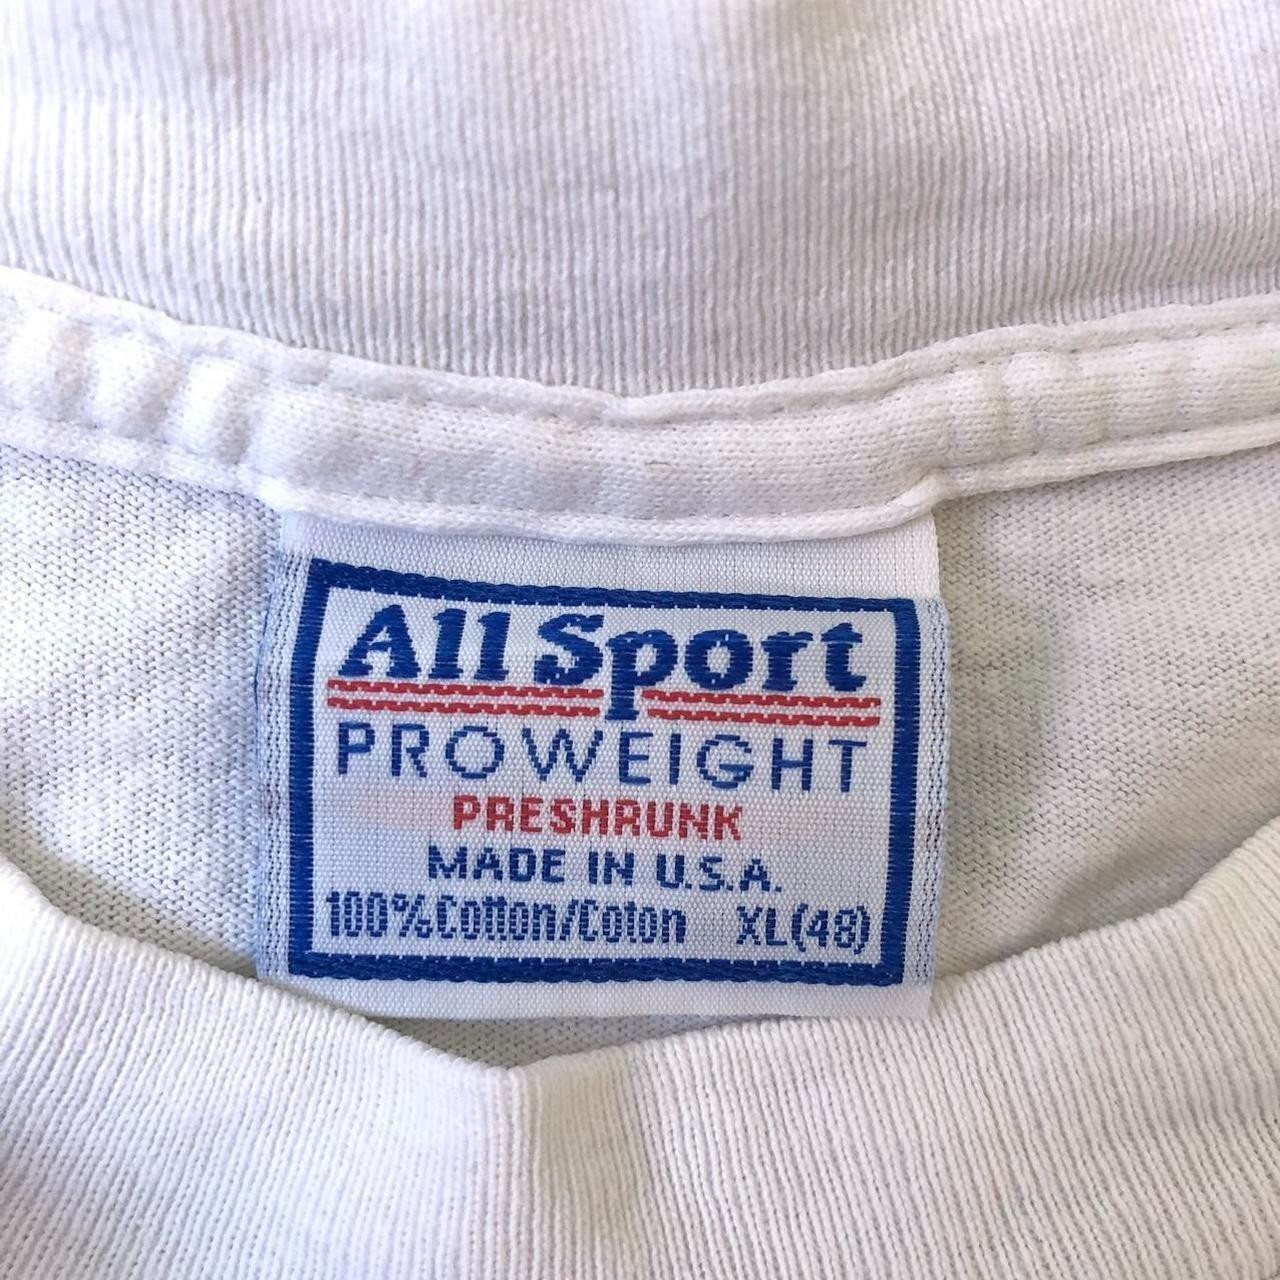 All Sport
PROWEIGHT
PRESHRUNK
MADE IN U.S.A.
100% Cotton/Coton XL(48)